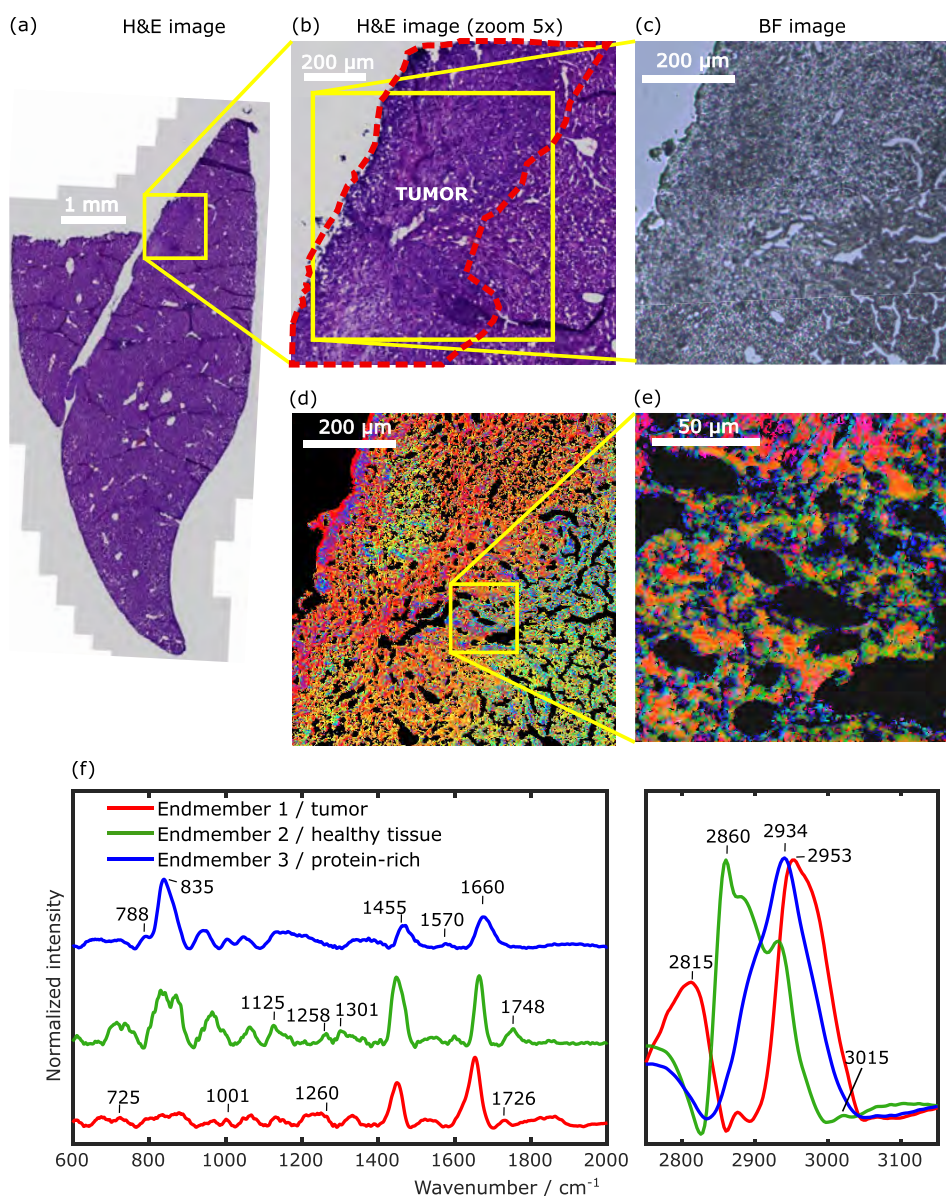 (a) H&E image
(b) H&E image (zoom 5x)
(c) BF image
1 mm
200 µm
TUMOR
200 µm
(d)
200 µm
(e)
50 µm
(f)
Endmember 1 / tumor
Endmember 2 / healthy tissue
Endmember 3 / protein-rich
788
835
1455
1570
1660
1125
1258
1301
1748
725
1001
1260
1726
2860
2934
2953
2815
3015
Normalized intensity
600 800 1000 1200 1400 1600 1800 2000
2800 2900 3000 3100
Wavenumber / cm⁻¹